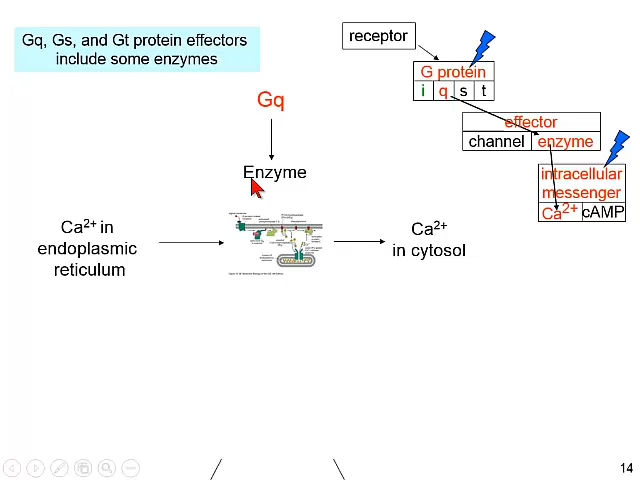 Gq, Gs, and Gt protein effectors
include some enzymes
receptor
G protein
i q s t
effector
channel enzyme
intracellular
messenger
Ca2+ cAMP
Gq
Enzyme
Ca2+ in
endoplasmic
reticulum
Ca2+
in cytosol
14